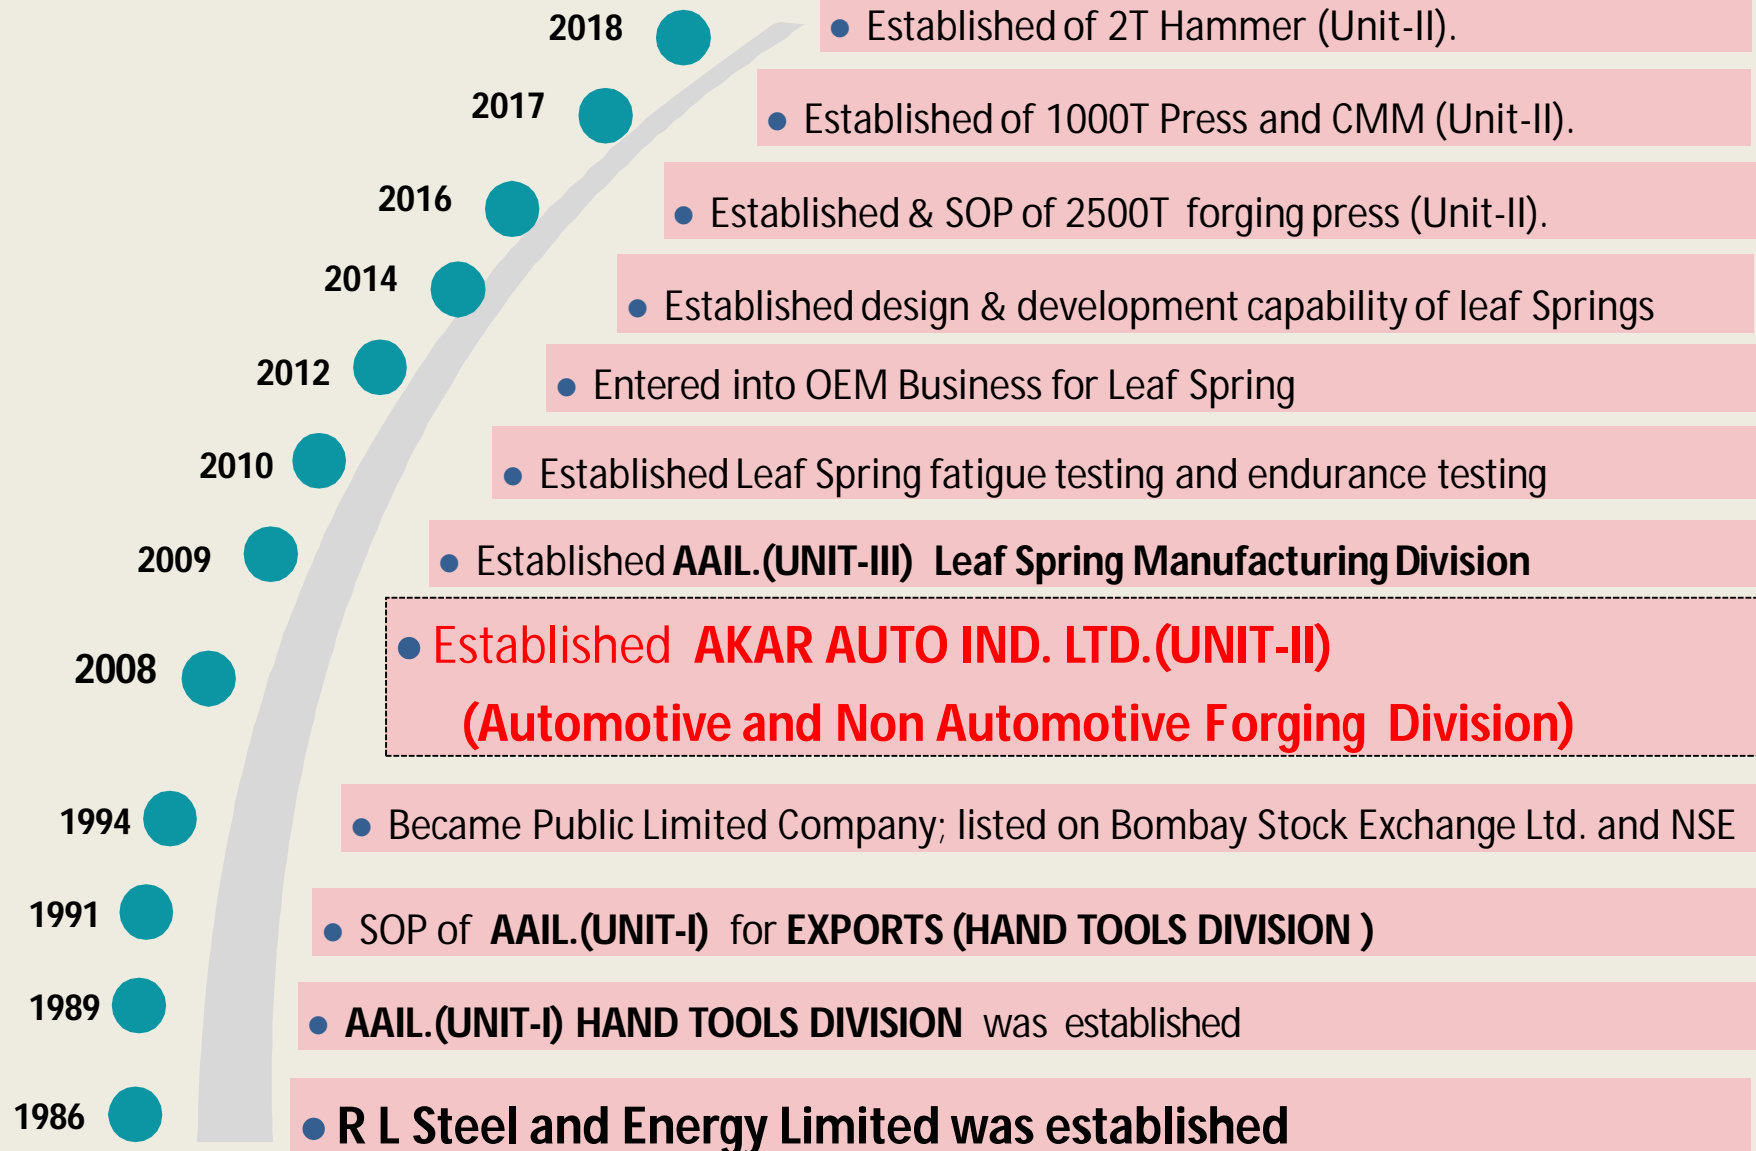 2018
• Established of 2T Hammer (Unit-II).
2017
• Established of 1000T Press and CMM (Unit-II).
2016
• Established & SOP of 2500T forging press (Unit-II).
2014
• Established design & development capability of leaf Springs
2012
• Entered into OEM Business for Leaf Spring
2010
• Established Leaf Spring fatigue testing and endurance testing
2009
• Established AAIL.(UNIT-III) Leaf Spring Manufacturing Division
2008
• Established AKAR AUTO IND. LTD.(UNIT-II)
(Automotive and Non Automotive Forging Division)
1994
• Became Public Limited Company; listed on Bombay Stock Exchange Ltd. and NSE
1991
• SOP of AAIL.(UNIT-I) for EXPORTS (HAND TOOLS DIVISION )
1989
• AAIL.(UNIT-I) HAND TOOLS DIVISION was established
1986
• R L Steel and Energy Limited was established